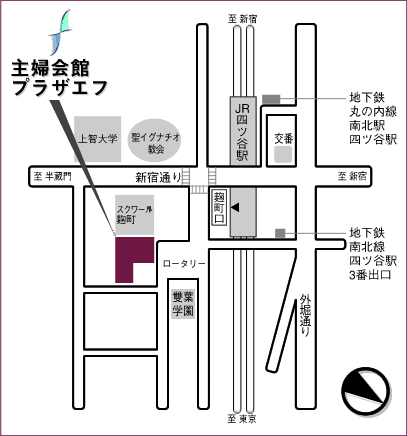 至 新宿
主婦会館
プラザエフ
地下鉄
丸の内線
南北駅
四ツ谷駅
JR
四ツ谷駅
上智大学
聖イグナチオ
教会
交番
至 半蔵門
新宿通り
至 新宿
スクワール
麹町
麹町口
地下鉄
南北線
四ツ谷駅
3番出口
ロータリー
雙葉
学園
外堀通り
至 東京